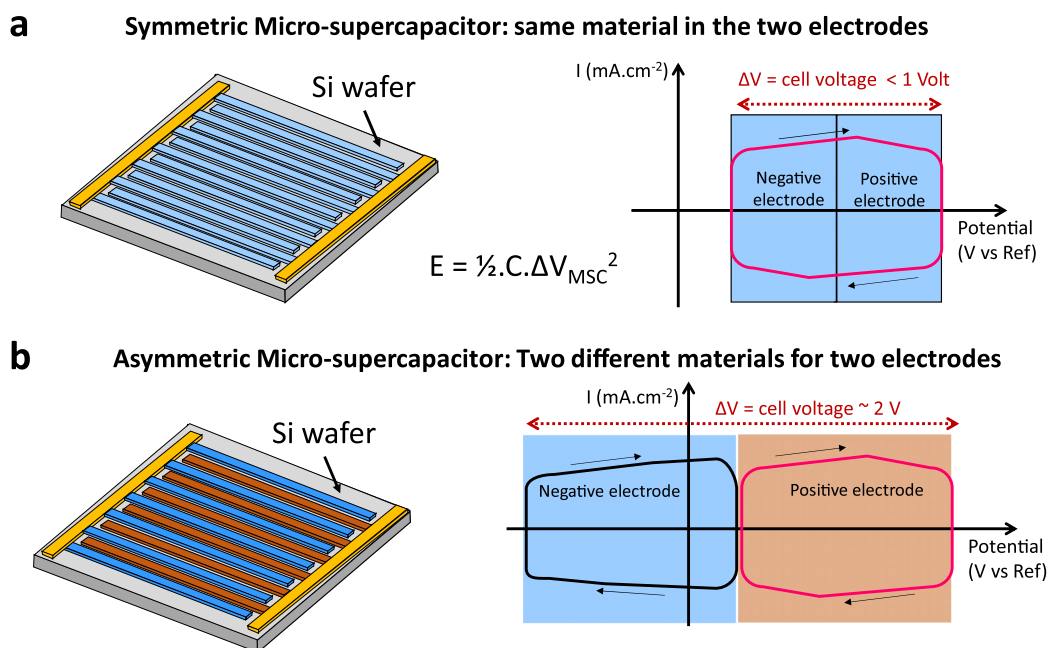 a
Symmetric Micro-supercapacitor: same material in the two electrodes
Si wafer
I (mA.cm⁻²)
ΔV = cell voltage < 1 Volt
Negative
electrode
Positive
electrode
Potential
(V vs Ref)
E = ½.C.ΔV_MSC²
b
Asymmetric Micro-supercapacitor: Two different materials for two electrodes
Si wafer
I (mA.cm⁻²)
ΔV = cell voltage ~ 2 V
Negative electrode
Positive electrode
Potential
(V vs Ref)